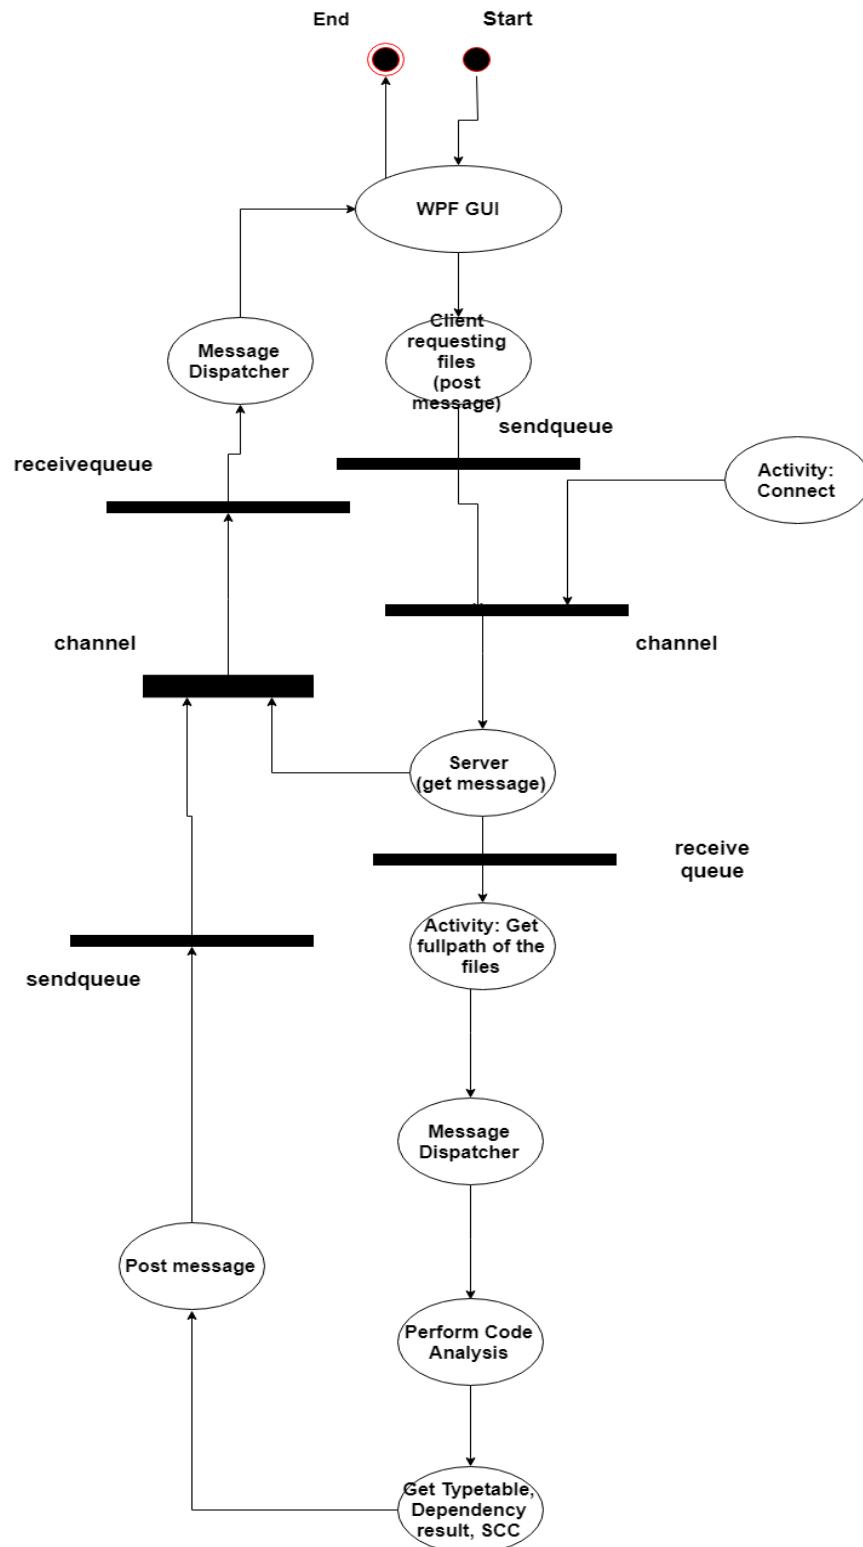 End
Start
WPF GUI
Client
requesting
files
(post
message)
Message
Dispatcher
sendqueue
receivequeue
Activity:
Connect
channel
channel
Server
(get message)
receive
queue
Activity: Get
fullpath of the
files
sendqueue
Message
Dispatcher
Post message
Perform Code
Analysis
Get Typetable,
Dependency
result, SCC